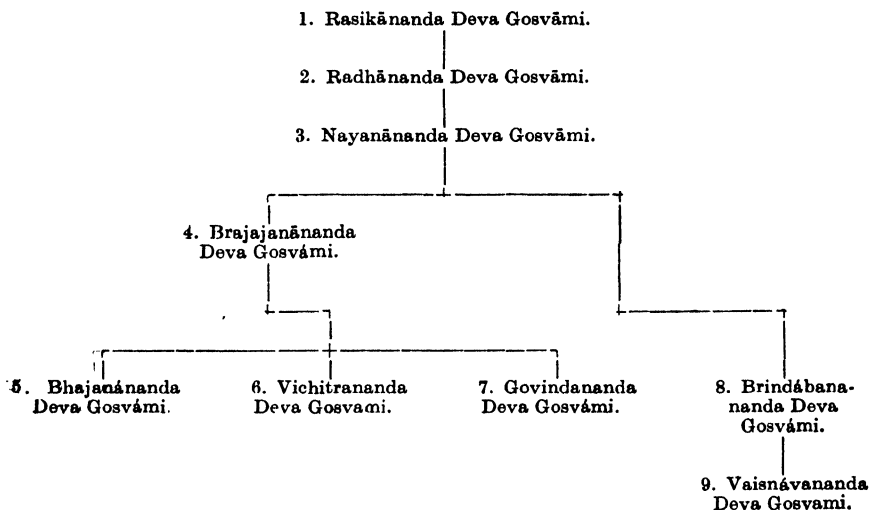 1. Rasikānanda Deva Gosvāmi.
2. Radhānanda Deva Gosvāmi.
3. Nayanānanda Deva Gosvāmi.
4. Brajajanānanda
Deva Gosvámi.
5. Bhajanánanda
Deva Gosvámi.
6. Vichitrananda
Deva Gosvami.
7. Govindananda
Deva Gosvámi.
8. Brindábana-
nanda Deva
Gosvámi.
9. Vaisnávananda
Deva Gosvami.